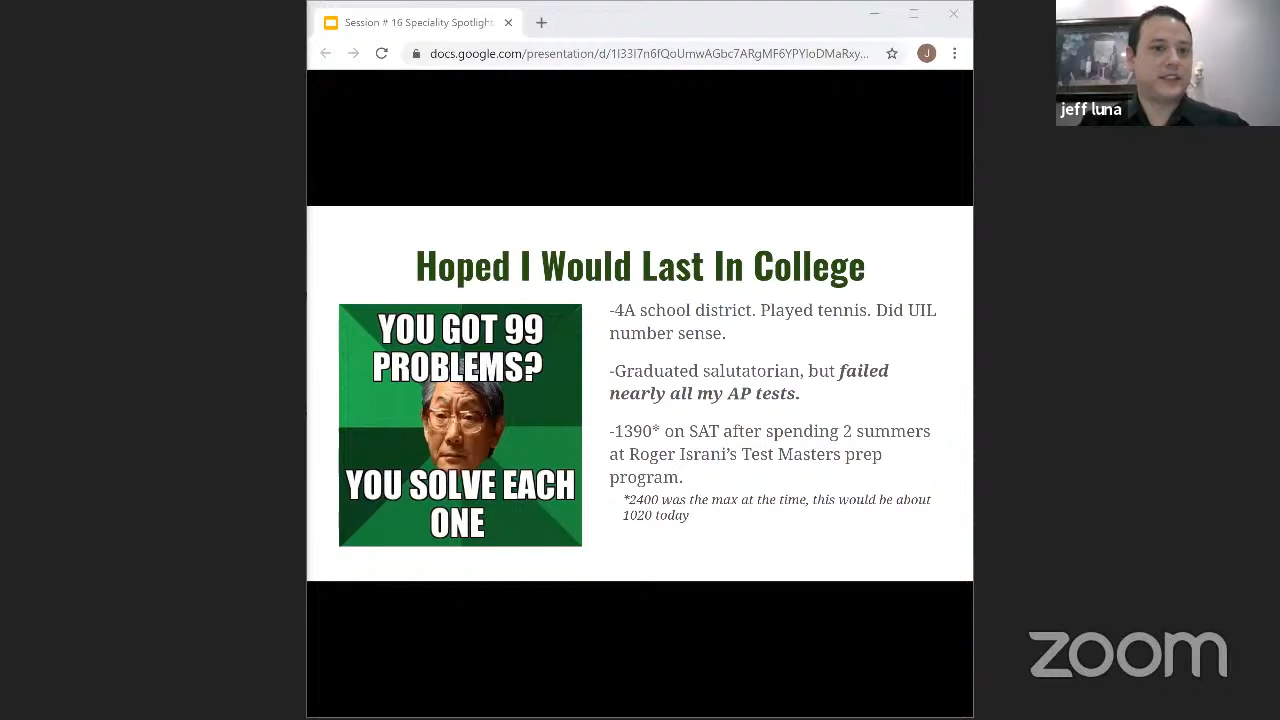 Session # 16 Speciality Spotlight
docs.google.com/presentation/d/1l33I7n6fQoUmwAGbc7ARgMF6YPYIoDMaRxy...
J
jeff luna
Hoped I Would Last In College
YOU GOT 99
PROBLEMS?
YOU SOLVE EACH
ONE
-4A school district. Played tennis. Did UIL
number sense.
-Graduated salutatorian, but failed
nearly all my AP tests.
-1390* on SAT after spending 2 summers
at Roger Israni’s Test Masters prep
program.
*2400 was the max at the time, this would be about
1020 today
zoom